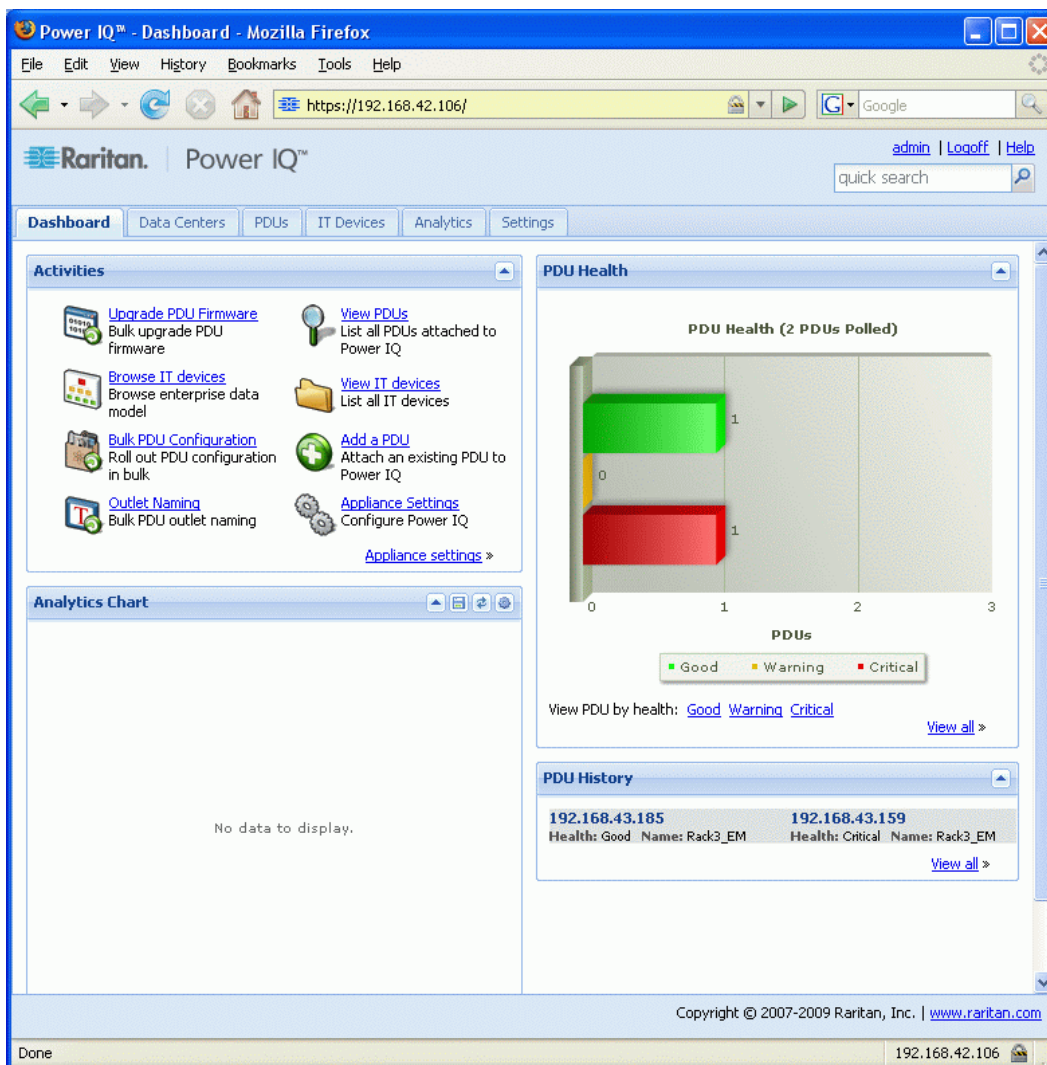 Power IQ™ - Dashboard - Mozilla Firefox
File Edit View History Bookmarks Tools Help
https://192.168.42.106/
G Google
Raritan. Power IQ™
admin | Logoff | Help
quick search
Dashboard Data Centers PDUs IT Devices Analytics Settings
Activities
Upgrade PDU Firmware
Bulk upgrade PDU
firmware
View PDUs
List all PDUs attached to
Power IQ
Browse IT devices
Browse enterprise data
model
View IT devices
List all IT devices
Bulk PDU Configuration
Roll out PDU configuration
in bulk
Add a PDU
Attach an existing PDU to
Power IQ
Outlet Naming
Bulk PDU outlet naming
Appliance Settings
Configure Power IQ
Appliance settings »
Analytics Chart
No data to display.
PDU Health
PDU Health (2 PDUs Polled)
1
0
1
0 1 2 3
PDUs
Good Warning Critical
View PDU by health: Good Warning Critical
View all »
PDU History
192.168.43.185
Health: Good Name: Rack3_EM
192.168.43.159
Health: Critical Name: Rack3_EM
View all »
Copyright © 2007-2009 Raritan, Inc. | www.raritan.com
Done
192.168.42.106